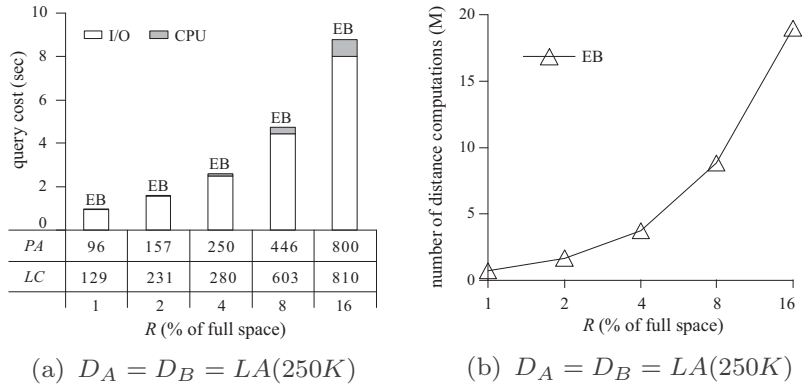 I/O CPU
query cost (sec)
10
8
6
4
2
0
EB
EB
EB
EB
EB
PA 96 157 250 446 800
LC 129 231 280 603 810
1 2 4 8 16
R (% of full space)
(a) D_A = D_B = LA(250K)
number of distance computations (M)
20
15
10
5
0
EB
1 2 4 8 16
R (% of full space)
(b) D_A = D_B = LA(250K)